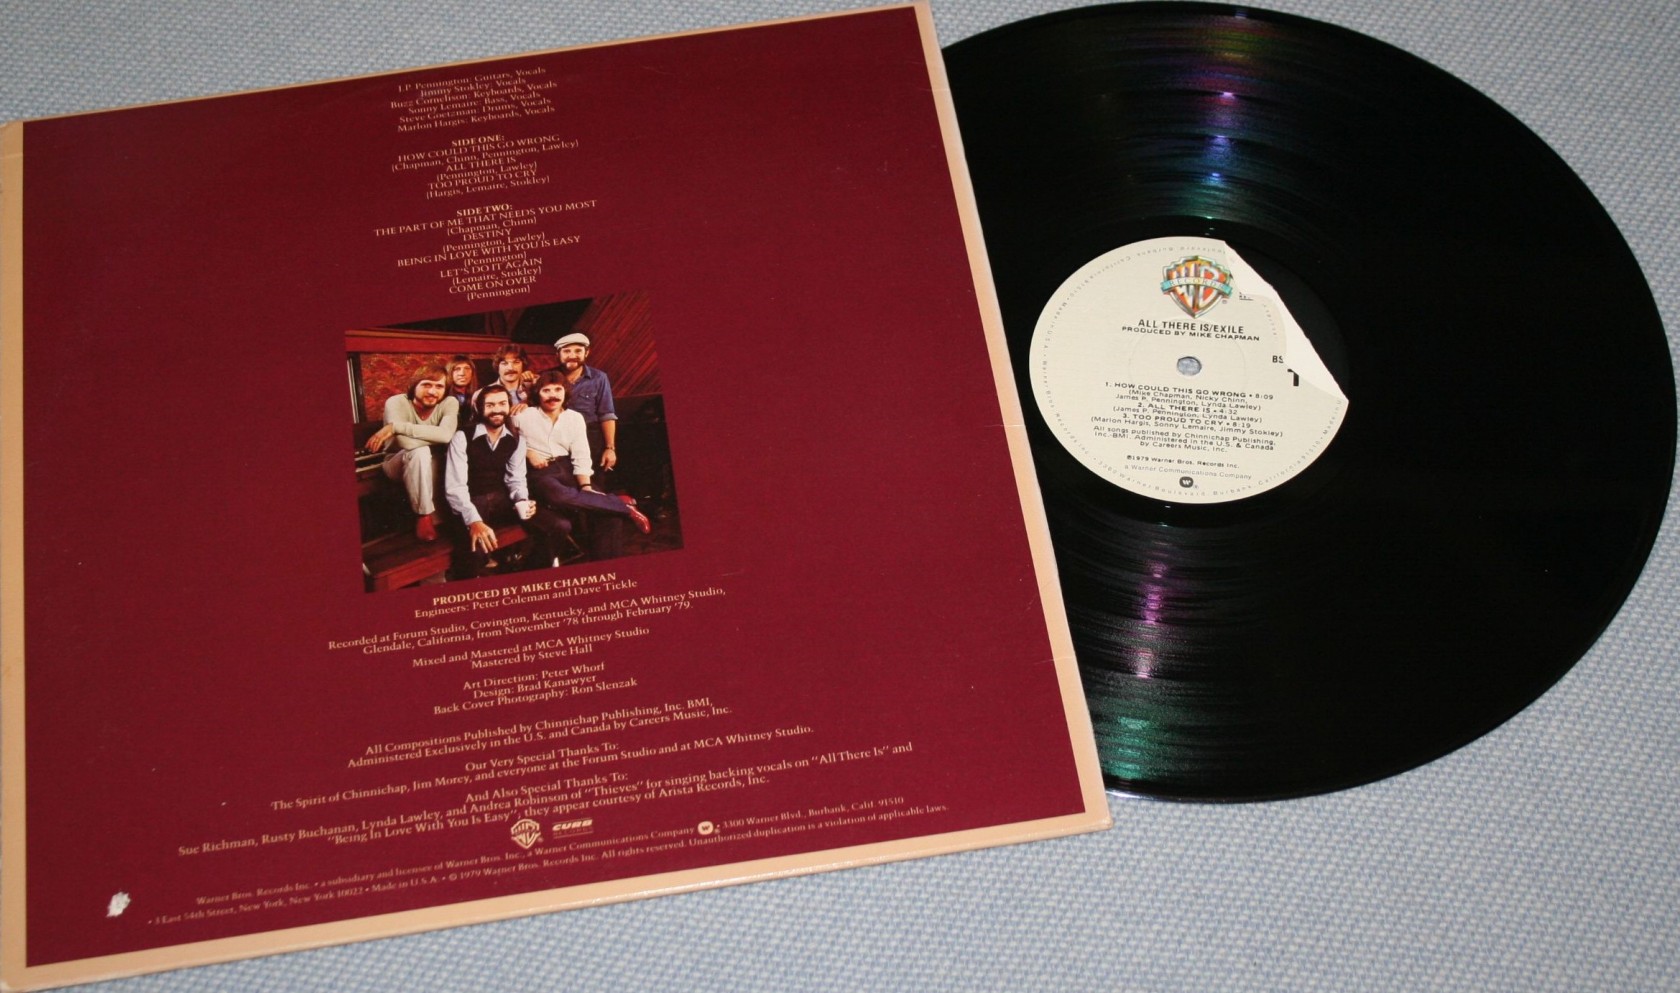 J.P. Pennington: Guitars, Vocals
Jimmy Stokley: Vocals
Buzz Cornelison: Keyboards, Vocals
Sonny Lemaire: Bass, Vocals
Steve Goetzman: Drums, Vocals
Marlon Hargis: Keyboards, Vocals
SIDE ONE:
HOW COULD THIS GO WRONG
(Chapman, Chinn, Pennington, Lawley)
ALL THERE IS
(Pennington, Lawley)
TOO PROUD TO CRY
(Hargis, Lemaire, Stokley)
SIDE TWO:
THE PART OF ME THAT NEEDS YOU MOST
(Chapman, Chinn)
DESTINY
(Pennington, Lawley)
BEING IN LOVE WITH YOU IS EASY
(Pennington)
LET'S DO IT AGAIN
(Lemaire, Stokley)
COME ON OVER
(Pennington)
PRODUCED BY MIKE CHAPMAN
Engineers: Peter Coleman and Dave Tickle
Recorded at Forum Studio, Covington, Kentucky, and MCA Whitney Studio,
Glendale, California, from November '78 through February '79.
Mixed and Mastered at MCA Whitney Studio
Mastered by Steve Hall
Art Direction: Peter Whorf
Design: Brad Kanawyer
Back Cover Photography: Ron Slenzak
All Compositions Published by Chinnichap Publishing, Inc. BMI,
Administered Exclusively in the U.S. and Canada by Careers Music, Inc.
Our Very Special Thanks To:
The Spirit of Chinnichap, Jim Morey, and everyone at the Forum Studio and at MCA Whitney Studio.
And Also Special Thanks To:
Sue Richman, Rusty Buchanan, Lynda Lawley, and Andrea Robinson of "Thieves" for singing backing vocals on "All There Is" and
"Being In Love With You Is Easy"; they appear courtesy of Arista Records, Inc.
WB CURB
Warner Bros. Records Inc. • a subsidiary and licensee of Warner Bros. Inc., a Warner Communications Company • 3300 Warner Blvd., Burbank, Calif. 91510
• 3 East 54th Street, New York, New York 10022 • Made in U.S.A. • © 1979 Warner Bros. Records Inc. All rights reserved. Unauthorized duplication is a violation of applicable laws.
WB
RECORDS
ALL THERE IS/EXILE
PRODUCED BY MIKE CHAPMAN
BS
1
1. HOW COULD THIS GO WRONG • 8:09
(Mike Chapman, Nicky Chinn,
James P. Pennington, Lynda Lawley)
2. ALL THERE IS • 4:32
(James P. Pennington, Lynda Lawley)
3. TOO PROUD TO CRY • 8:19
(Marlon Hargis, Sonny Lemaire, Jimmy Stokley)
All songs published by Chinnichap Publishing,
Inc.-BMI. Administered in the U.S. & Canada
by Careers Music, Inc.
℗1979 Warner Bros. Records Inc.
a Warner Communications Company